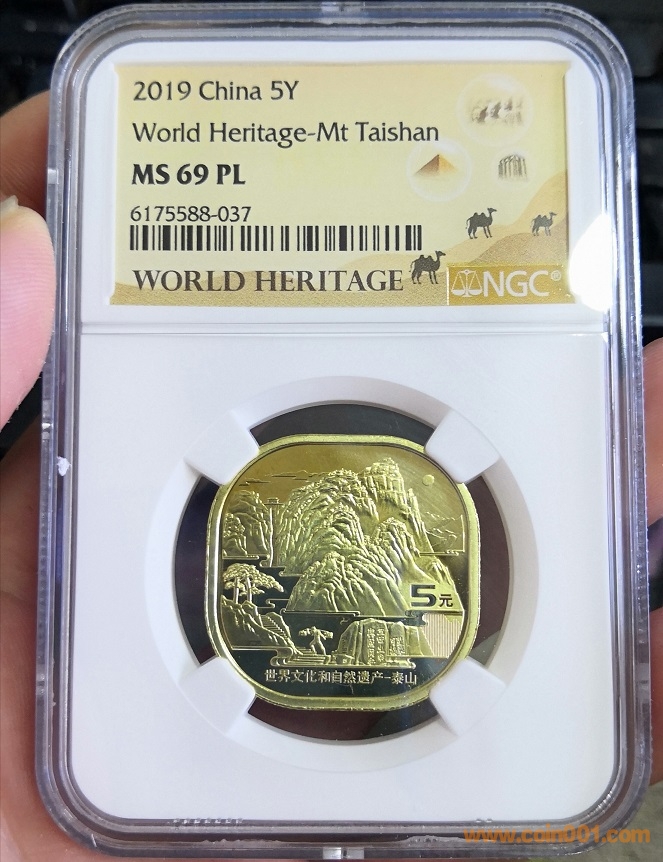 2019 China 5Y
World Heritage-Mt Taishan
MS 69 PL
6175588-037
WORLD HERITAGE
NGC®
5元
世界文化和自然遗产-泰山
www.coin001.com